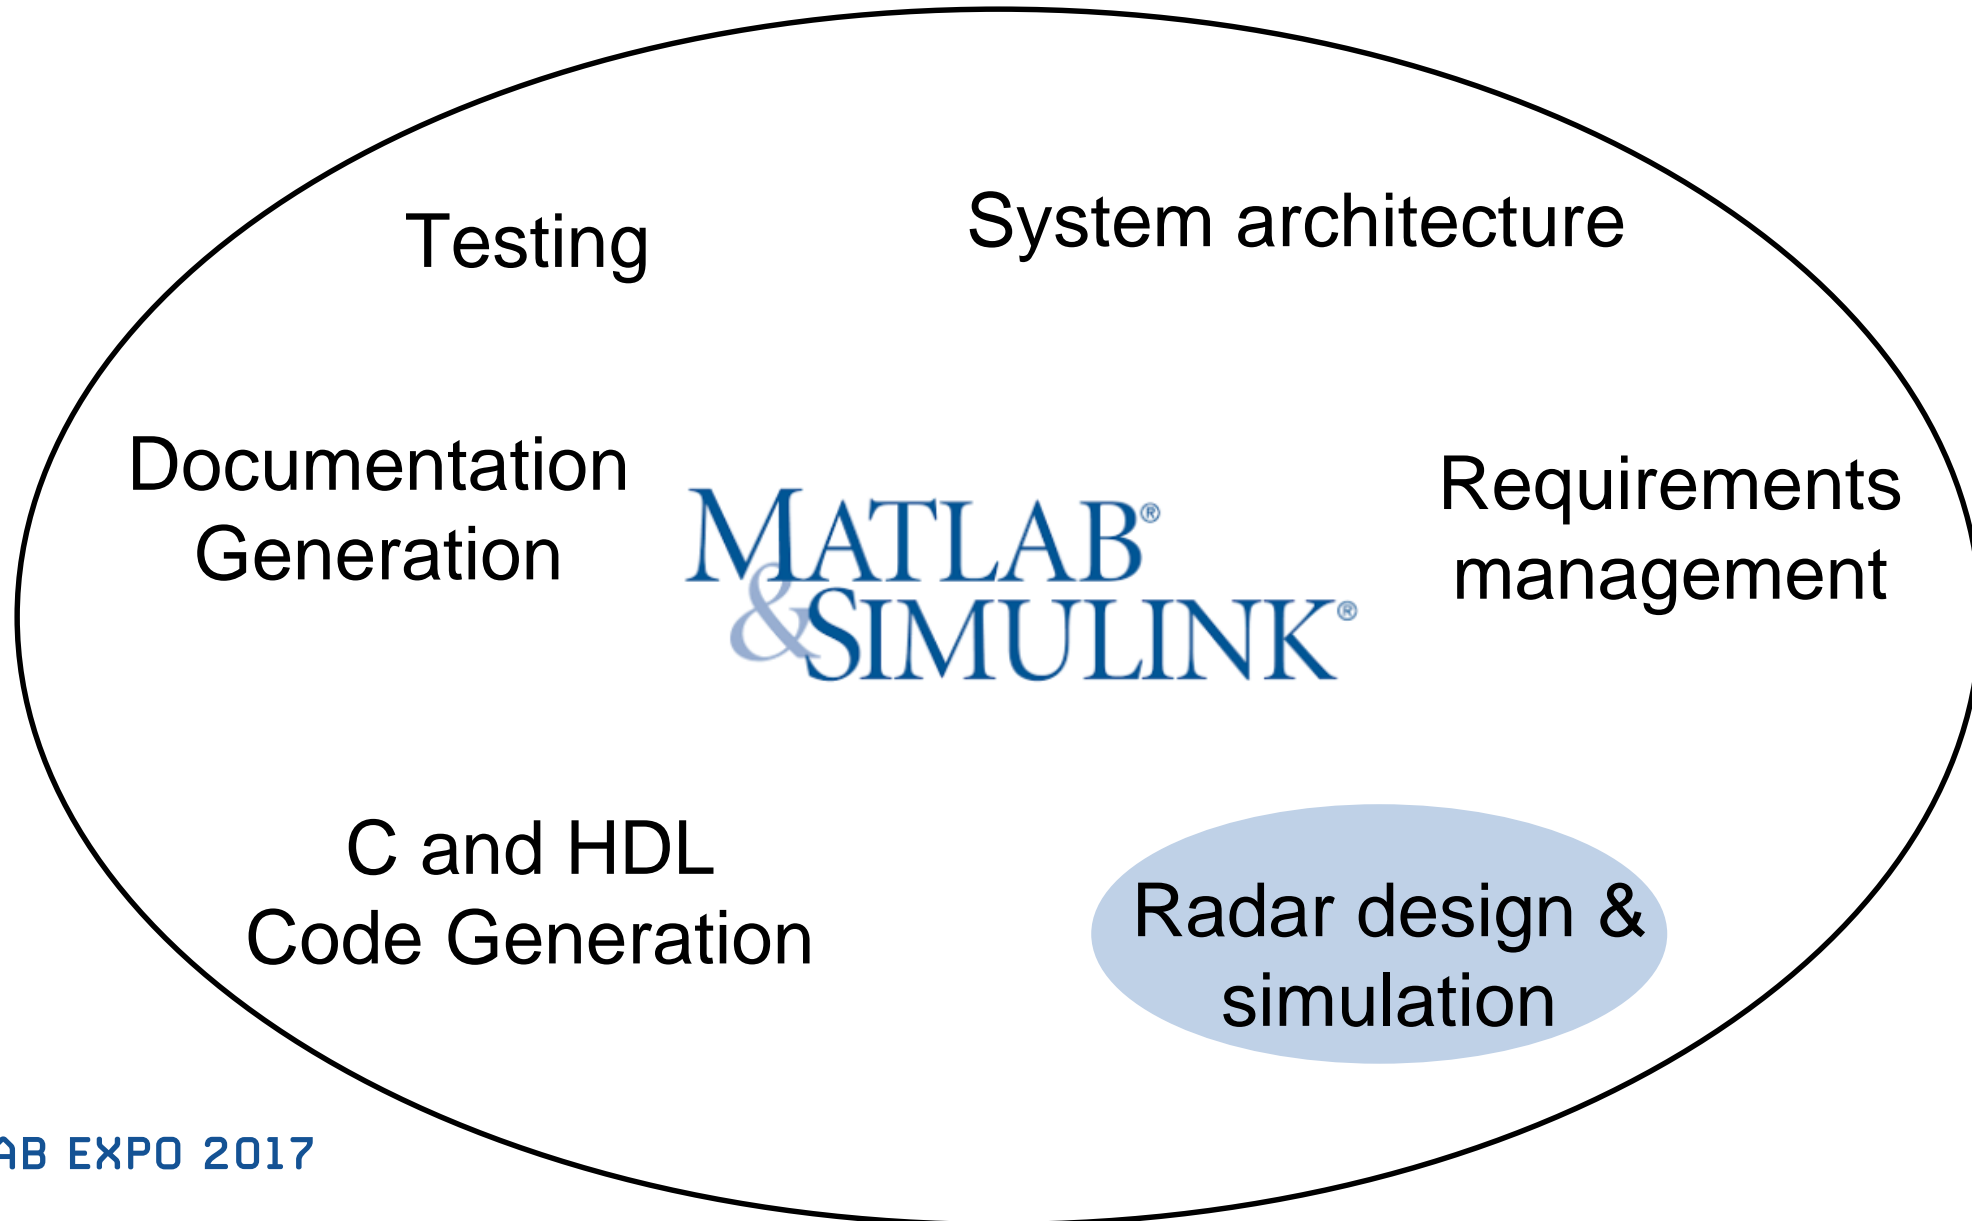 Testing
System architecture
Documentation
Generation
MATLAB®
&SIMULINK®
Requirements
management
C and HDL
Code Generation
Radar design &
simulation
AB EXPO 2017